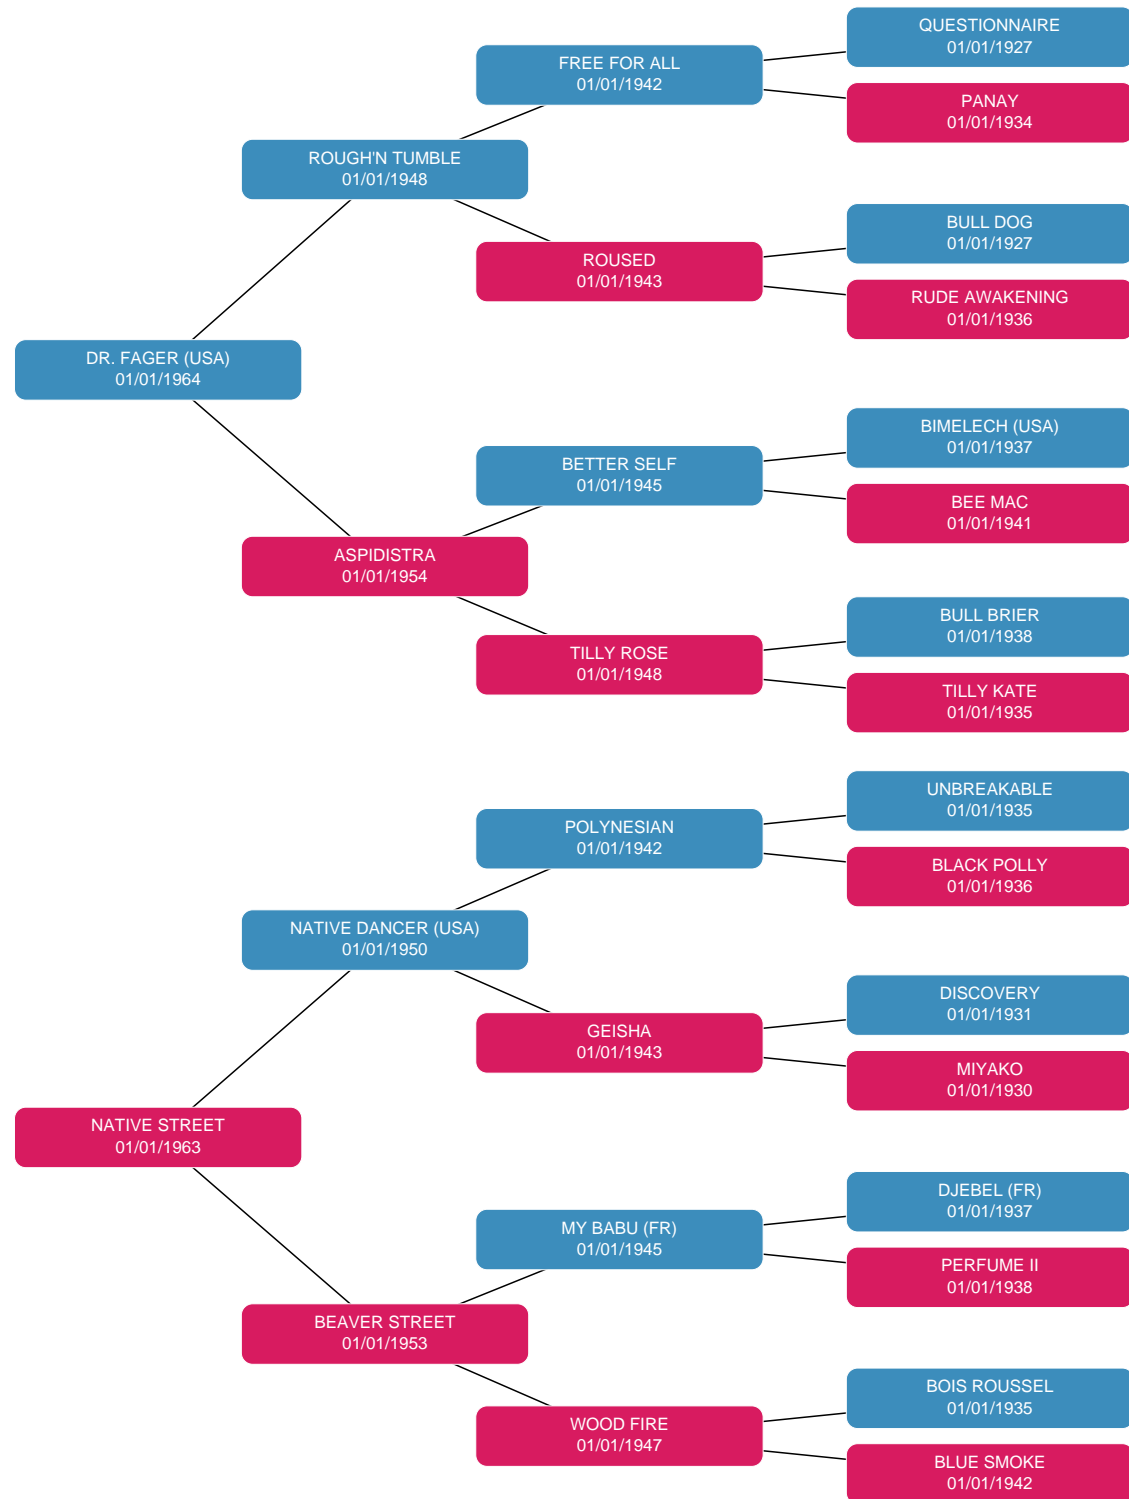 QUESTIONNAIRE
01/01/1927
FREE FOR ALL
01/01/1942
PANAY
01/01/1934
ROUGH'N TUMBLE
01/01/1948
BULL DOG
01/01/1927
ROUSED
01/01/1943
RUDE AWAKENING
01/01/1936
DR. FAGER (USA)
01/01/1964
BIMELECH (USA)
01/01/1937
BETTER SELF
01/01/1945
BEE MAC
01/01/1941
ASPIDISTRA
01/01/1954
BULL BRIER
01/01/1938
TILLY ROSE
01/01/1948
TILLY KATE
01/01/1935
UNBREAKABLE
01/01/1935
POLYNESIAN
01/01/1942
BLACK POLLY
01/01/1936
NATIVE DANCER (USA)
01/01/1950
DISCOVERY
01/01/1931
GEISHA
01/01/1943
MIYAKO
01/01/1930
NATIVE STREET
01/01/1963
DJEBEL (FR)
01/01/1937
MY BABU (FR)
01/01/1945
PERFUME II
01/01/1938
BEAVER STREET
01/01/1953
BOIS ROUSSEL
01/01/1935
WOOD FIRE
01/01/1947
BLUE SMOKE
01/01/1942